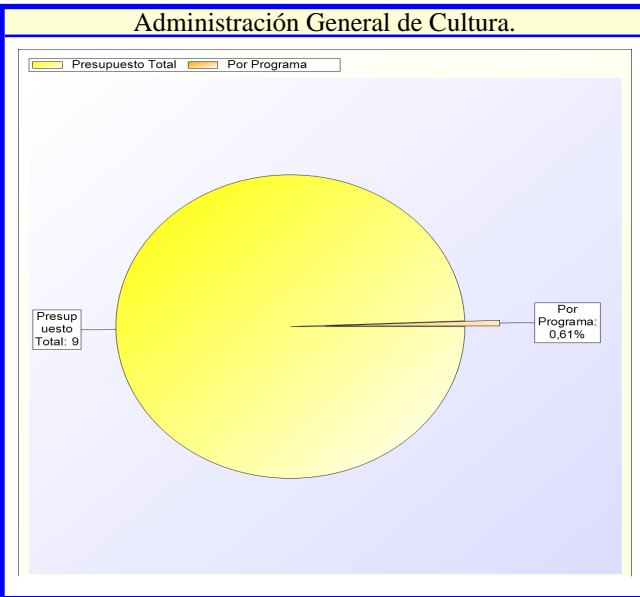 Administración General de Cultura.
Presupuesto Total
Por Programa
Presup
uesto
Total: 9
Por
Programa:
0,61%